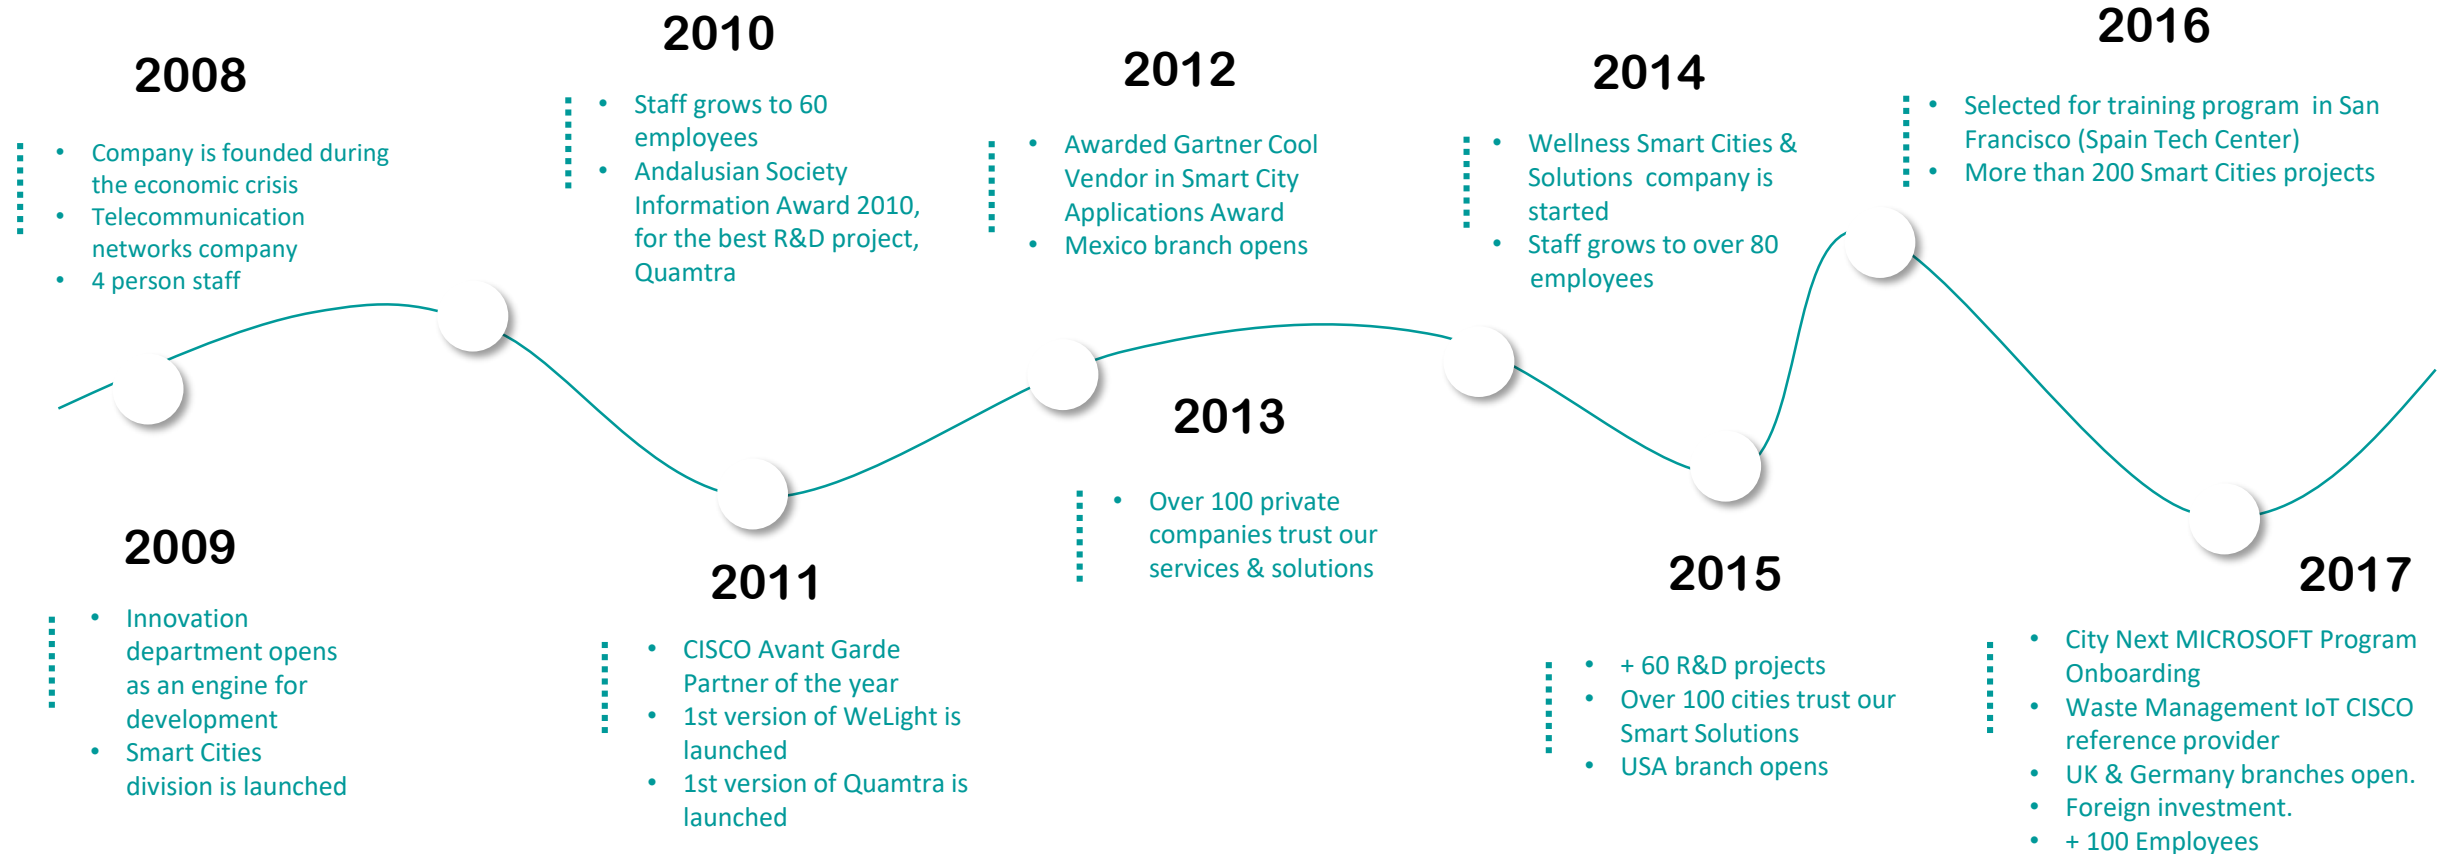 2008
• Company is founded during
the economic crisis
• Telecommunication
networks company
• 4 person staff
2009
• Innovation
department opens
as an engine for
development
• Smart Cities
division is launched
2010
• Staff grows to 60
employees
• Andalusian Society
Information Award 2010,
for the best R&D project,
Quamtra
2011
• CISCO Avant Garde
Partner of the year
• 1st version of WeLight is
launched
• 1st version of Quamtra is
launched
2012
• Awarded Gartner Cool
Vendor in Smart City
Applications Award
• Mexico branch opens
2013
• Over 100 private
companies trust our
services & solutions
2014
• Wellness Smart Cities &
Solutions company is
started
• Staff grows to over 80
employees
2015
• + 60 R&D projects
• Over 100 cities trust our
Smart Solutions
• USA branch opens
2016
• Selected for training program in San
Francisco (Spain Tech Center)
• More than 200 Smart Cities projects
2017
• City Next MICROSOFT Program
Onboarding
• Waste Management IoT CISCO
reference provider
• UK & Germany branches open.
• Foreign investment.
• + 100 Employees